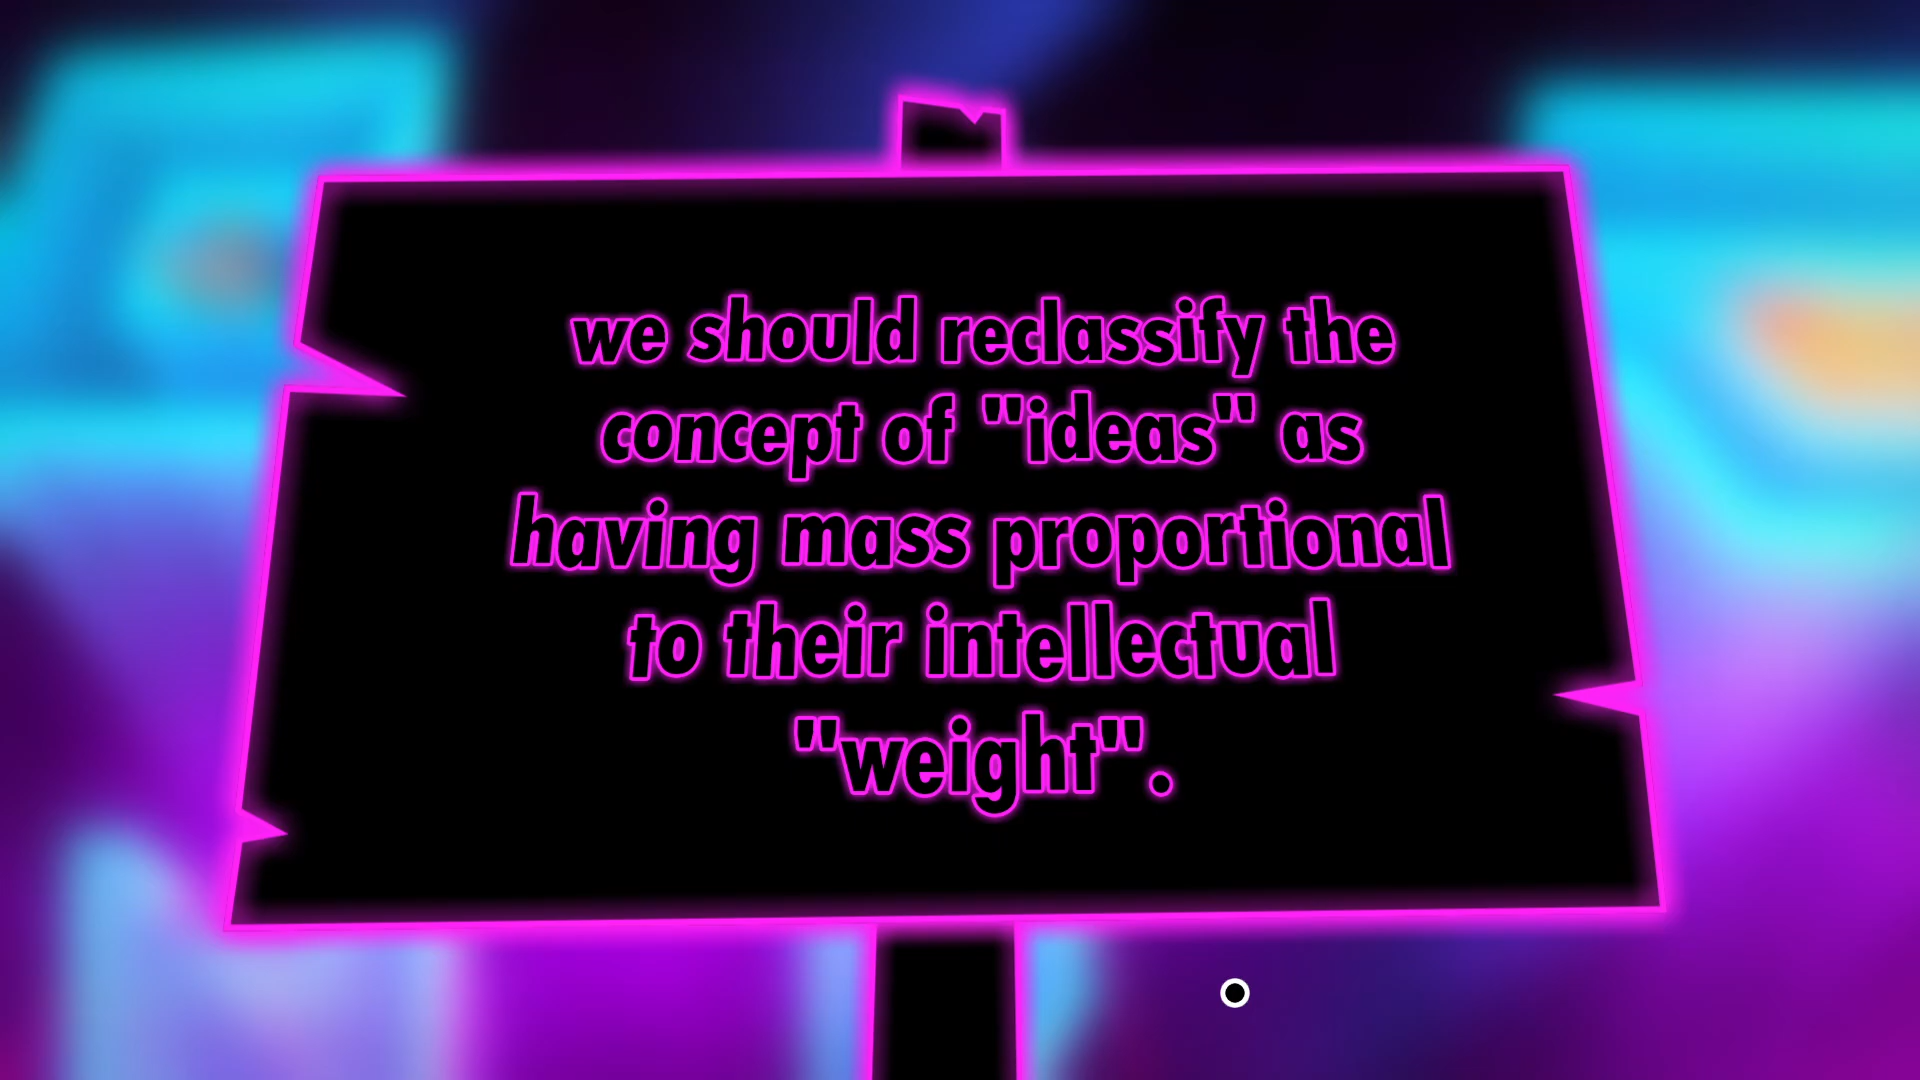 we should reclassify the
concept of "ideas" as
having mass proportional
to their intellectual
"weight".